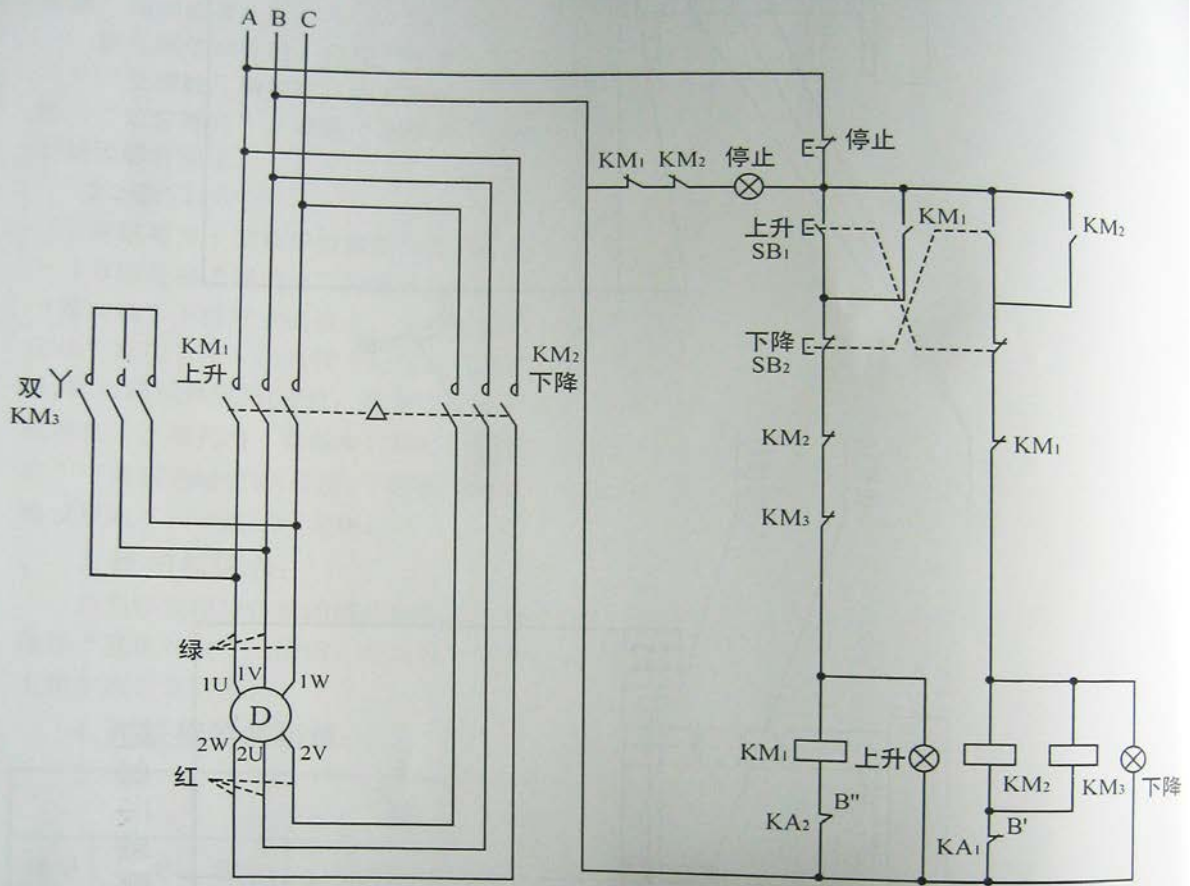 A B C
停止
KM₁ KM₂ 停止
上升
SB₁
KM₁
KM₂
下降
SB₂
KM₁
上升
KM₂
下降
双
KM₃
KM₂
KM₁
KM₃
绿
1U 1V 1W
D
2W 2U 2V
红
KM₁ 上升
KM₂ KM₃ 下降
KA₂ B"
KA₁ B'